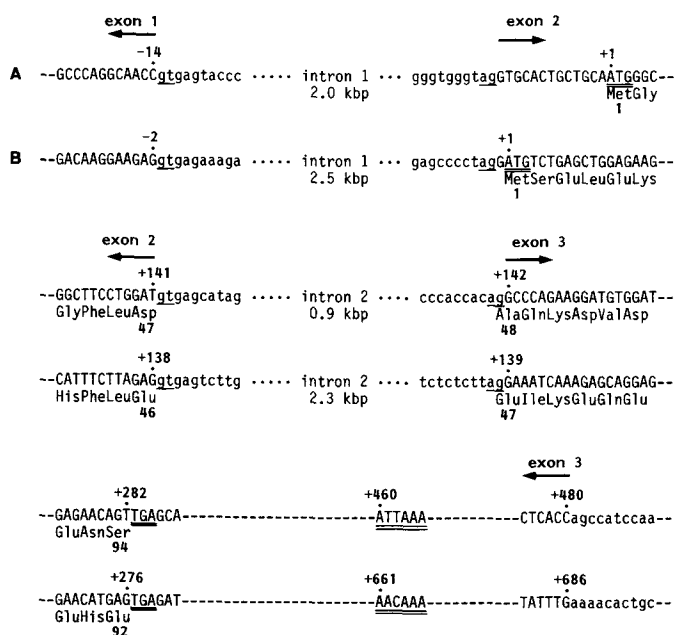 exon 1 exon 2
-14 +1
A --GCCCAGGCAACCgtgagtaccc ····· intron 1 ··· gggtgggtagGTGCACTGCTGCAATGGGC-
2.0 kbp MetGly
1
-2 +1
B --GACAAGGAAGAGgtgagaaaga ····· intron 1 ···· gagcccctagGATGTCTGAGCTGGAGAAG--
2.5 kbp MetSerGluLeuGluLys
1
exon 2 exon 3
+141 +142
--GGCTTCCTGGATgtgagcatag ····· intron 2 ···· cccaccacagGCCCAGAAGGATGTGGAT--
GlyPheLeuAsp 0.9 kbp AlaGlnLysAspValAsp
47 48
+138 +139
--CATTTCTTAGAGgtgagtcttg ····· intron 2 ···· tctctcttagGAAATCAAAGAGCAGGAG--
HisPheLeuGlu 2.3 kbp GluIleLysGluGlnGlu
46 47
exon 3
+282 +460 +480
--GAGAACAGTTGAGCA--------------------ATTAAA----------CTCACCagccatccaa--
GluAsnSer
94
+276 +661 +686
--GAACATGAGTGAGAT--------------------AACAAA----------TATTTGaaaacactgc-
GluHisGlu
92